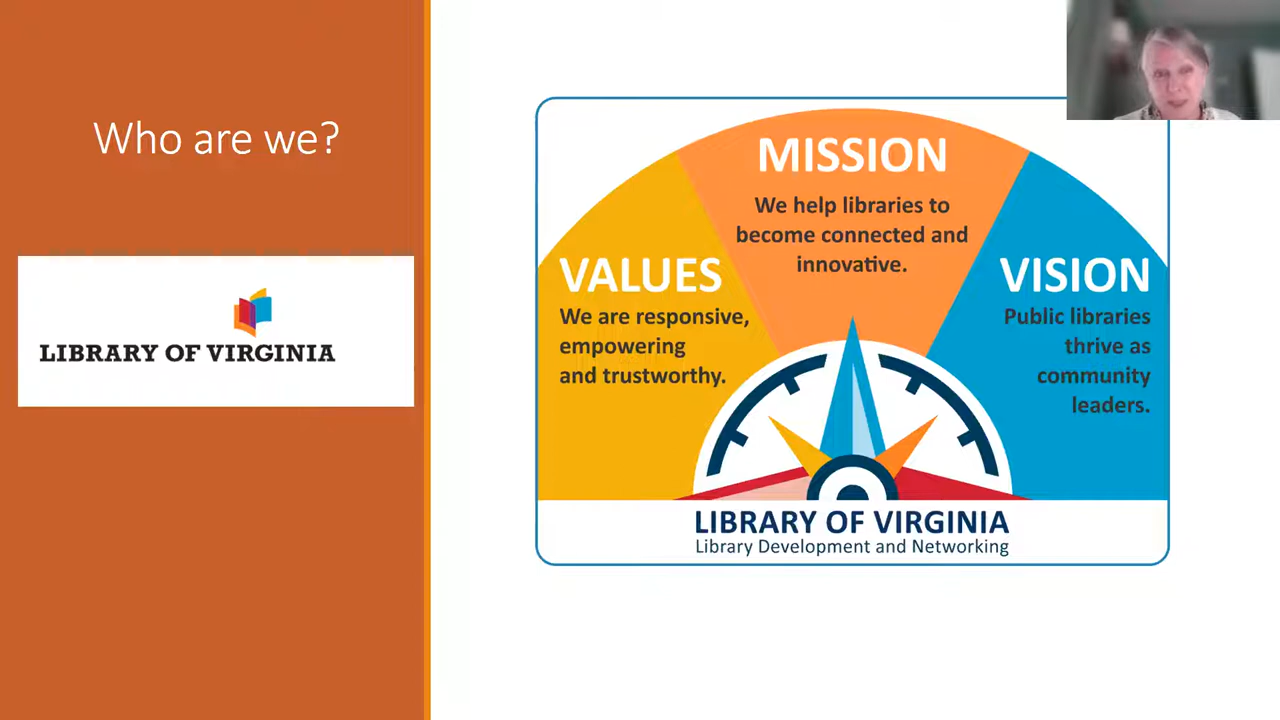 Who are we?
LIBRARY OF VIRGINIA
MISSION
We help libraries to
become connected and
innovative.
VALUES
We are responsive,
empowering
and trustworthy.
VISION
Public libraries
thrive as
community
leaders.
LIBRARY OF VIRGINIA
Library Development and Networking